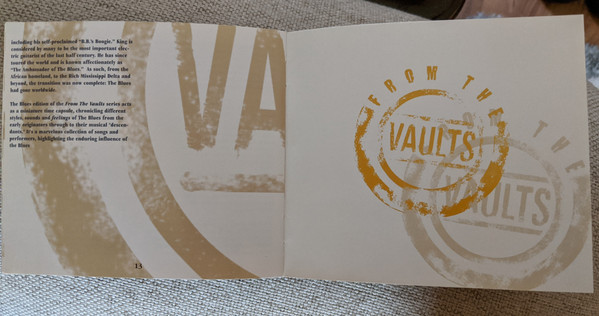 including his self-proclaimed "B.B.'s Boogie." King is
considered by many to be the most important elec-
tric guitarist of the last half century. He has since
toured the world and is known affectionately as
"The Ambassador of The Blues." As such, from the
African homeland, to the Rich Mississippi Delta and
beyond, the transition was now complete: The Blues
had gone worldwide.
The Blues edition of the From The Vaults series acts
as a miniature time capsule, chronicling different
styles, sounds and feelings of The Blues from the
early originators through to their musical "descen-
dants." It's a marvelous collection of songs and
performers, highlighting the enduring influence of
the Blues
13
VA
FROM THE
VAULTS
THE
VAULTS